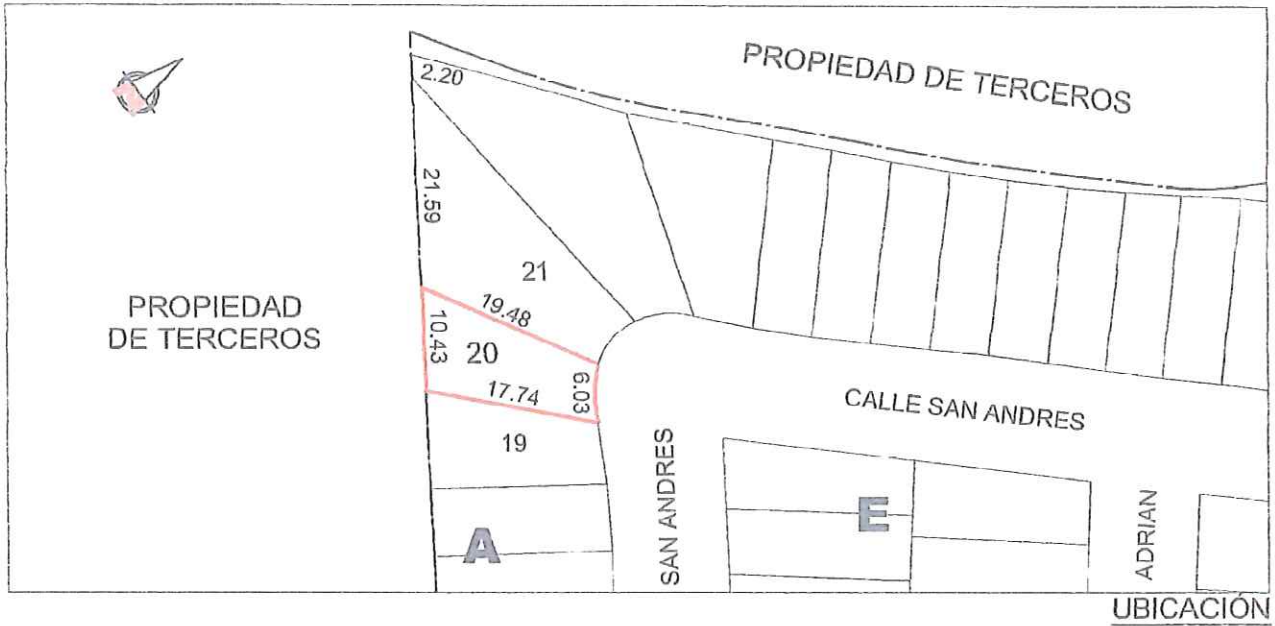 PROPIEDAD DE TERCEROS
2.20
21.59
21
19.48
PROPIEDAD
DE TERCEROS
10.43
20
17.74
6.03
CALLE SAN ANDRES
19
SAN ANDRES
E
A
ADRIAN
UBICACIÓN